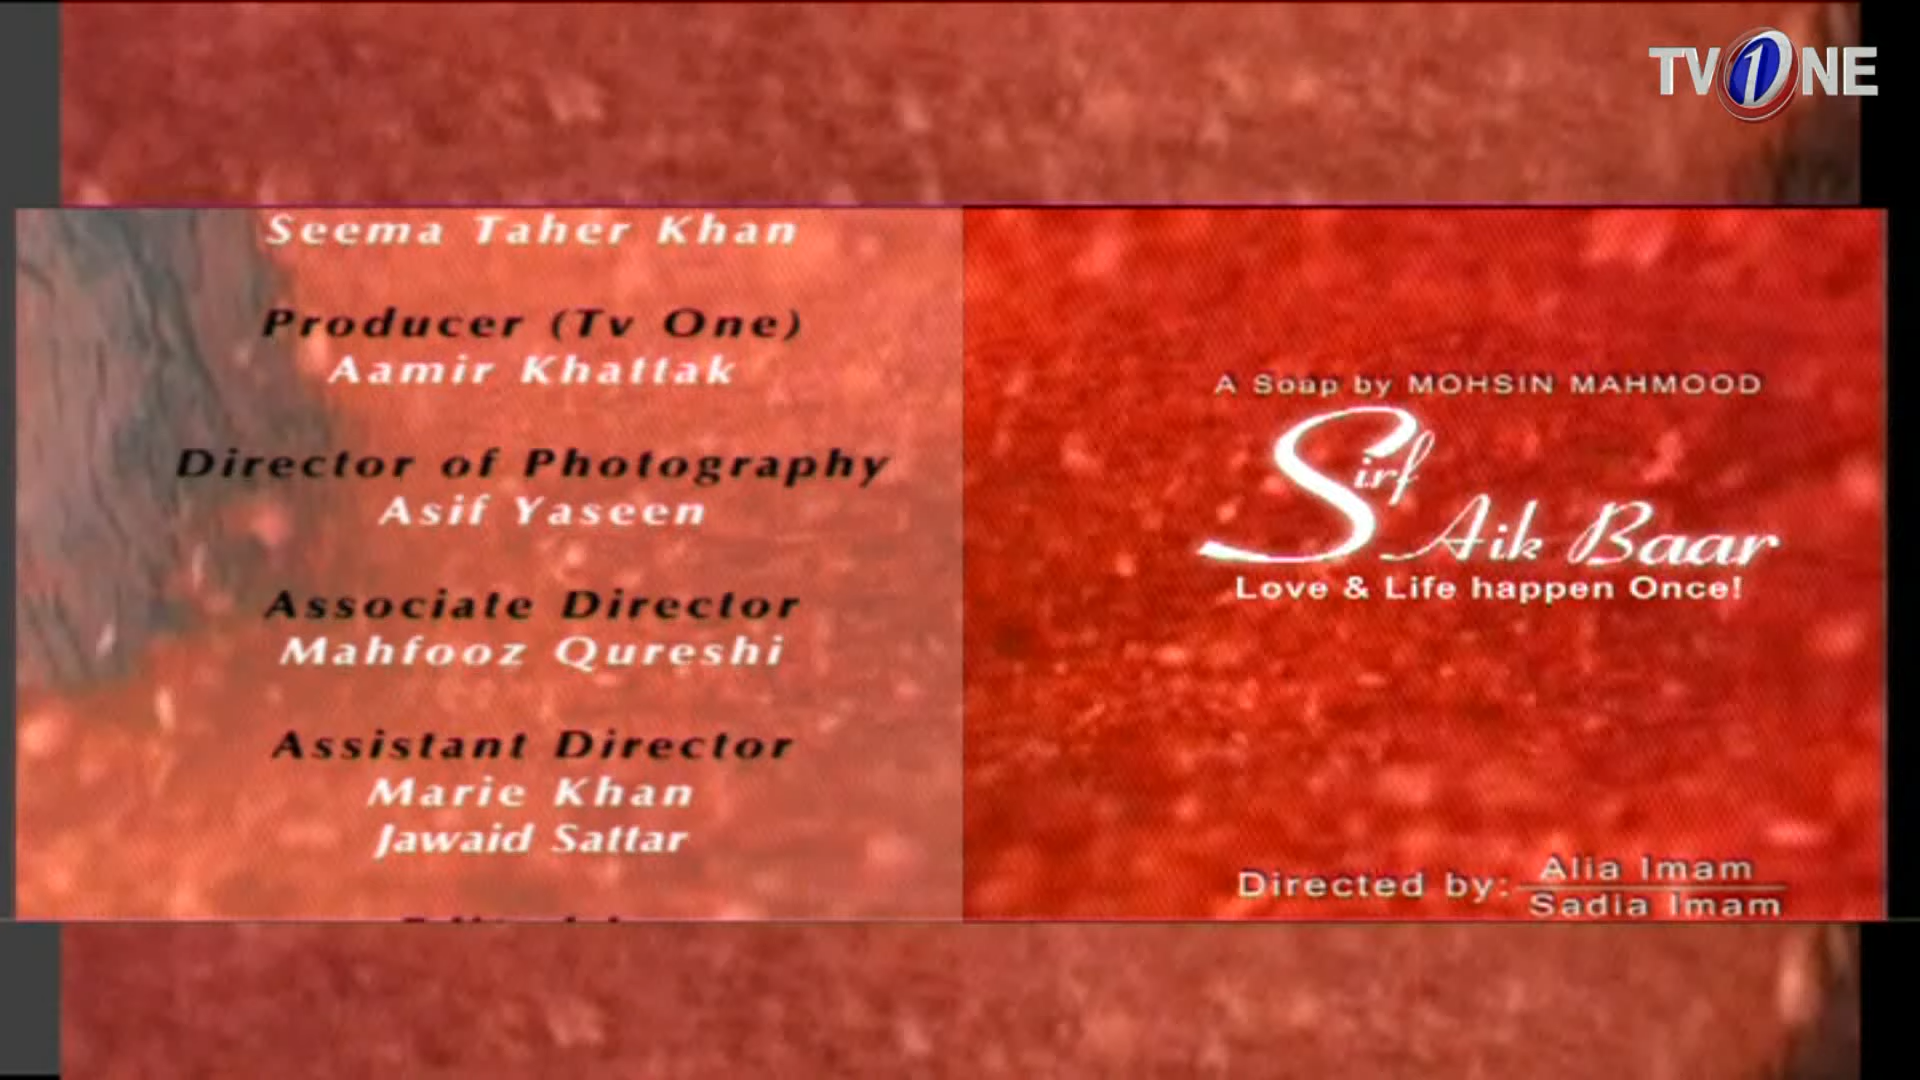 TV1NE
Seema Taher Khan
Producer (Tv One)
Aamir Khattak
Director of Photography
Asif Yaseen
Associate Director
Mahfooz Qureshi
Assistant Director
Marie Khan
Jawaid Sattar
A Soap by MOHSIN MAHMOOD
Sirf
Aik Baar
Love & Life happen Once!
Directed by: Alia Imam
Sadia Imam